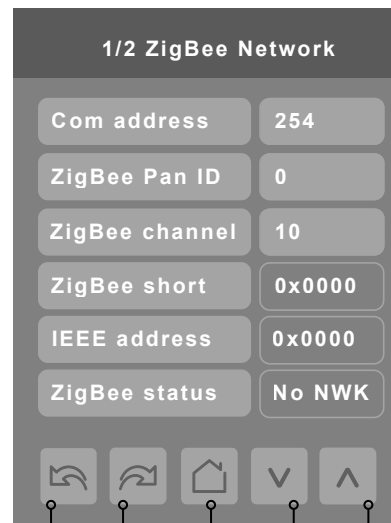 1/2 ZigBee Network
Com address 254
ZigBee Pan ID 0
ZigBee channel 10
ZigBee short 0x0000
IEEE address 0x0000
ZigBee status No NWK